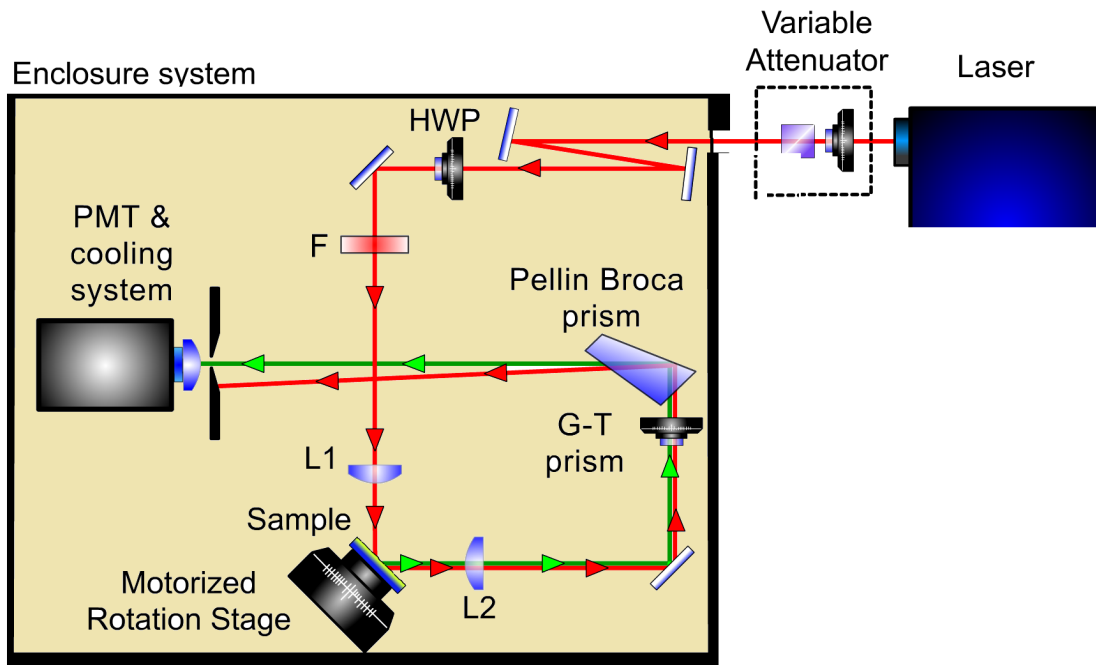 Variable
Attenuator
Laser
Enclosure system
HWP
PMT &
cooling
system
F
Pellin Broca
prism
G-T
prism
L1
Sample
Motorized
Rotation Stage
L2